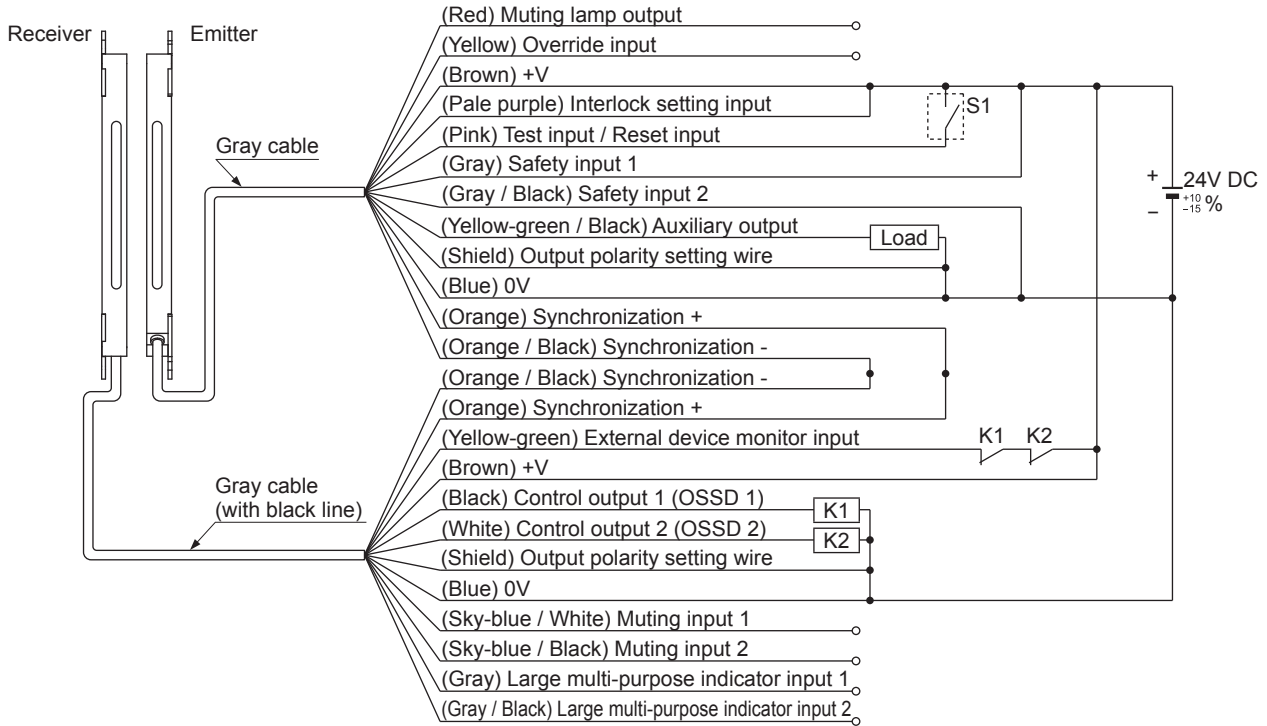 Receiver
Emitter
(Red) Muting lamp output
(Yellow) Override input
(Brown) +V
(Pale purple) Interlock setting input
S1
(Pink) Test input / Reset input
Gray cable
(Gray) Safety input 1
(Gray / Black) Safety input 2
+
24V DC
+10
-15 %
−
(Yellow-green / Black) Auxiliary output
Load
(Shield) Output polarity setting wire
(Blue) 0V
(Orange) Synchronization +
(Orange / Black) Synchronization -
(Orange / Black) Synchronization -
(Orange) Synchronization +
(Yellow-green) External device monitor input
K1
K2
(Brown) +V
Gray cable
(with black line)
(Black) Control output 1 (OSSD 1)
K1
(White) Control output 2 (OSSD 2)
K2
(Shield) Output polarity setting wire
(Blue) 0V
(Sky-blue / White) Muting input 1
(Sky-blue / Black) Muting input 2
(Gray) Large multi-purpose indicator input 1
(Gray / Black) Large multi-purpose indicator input 2